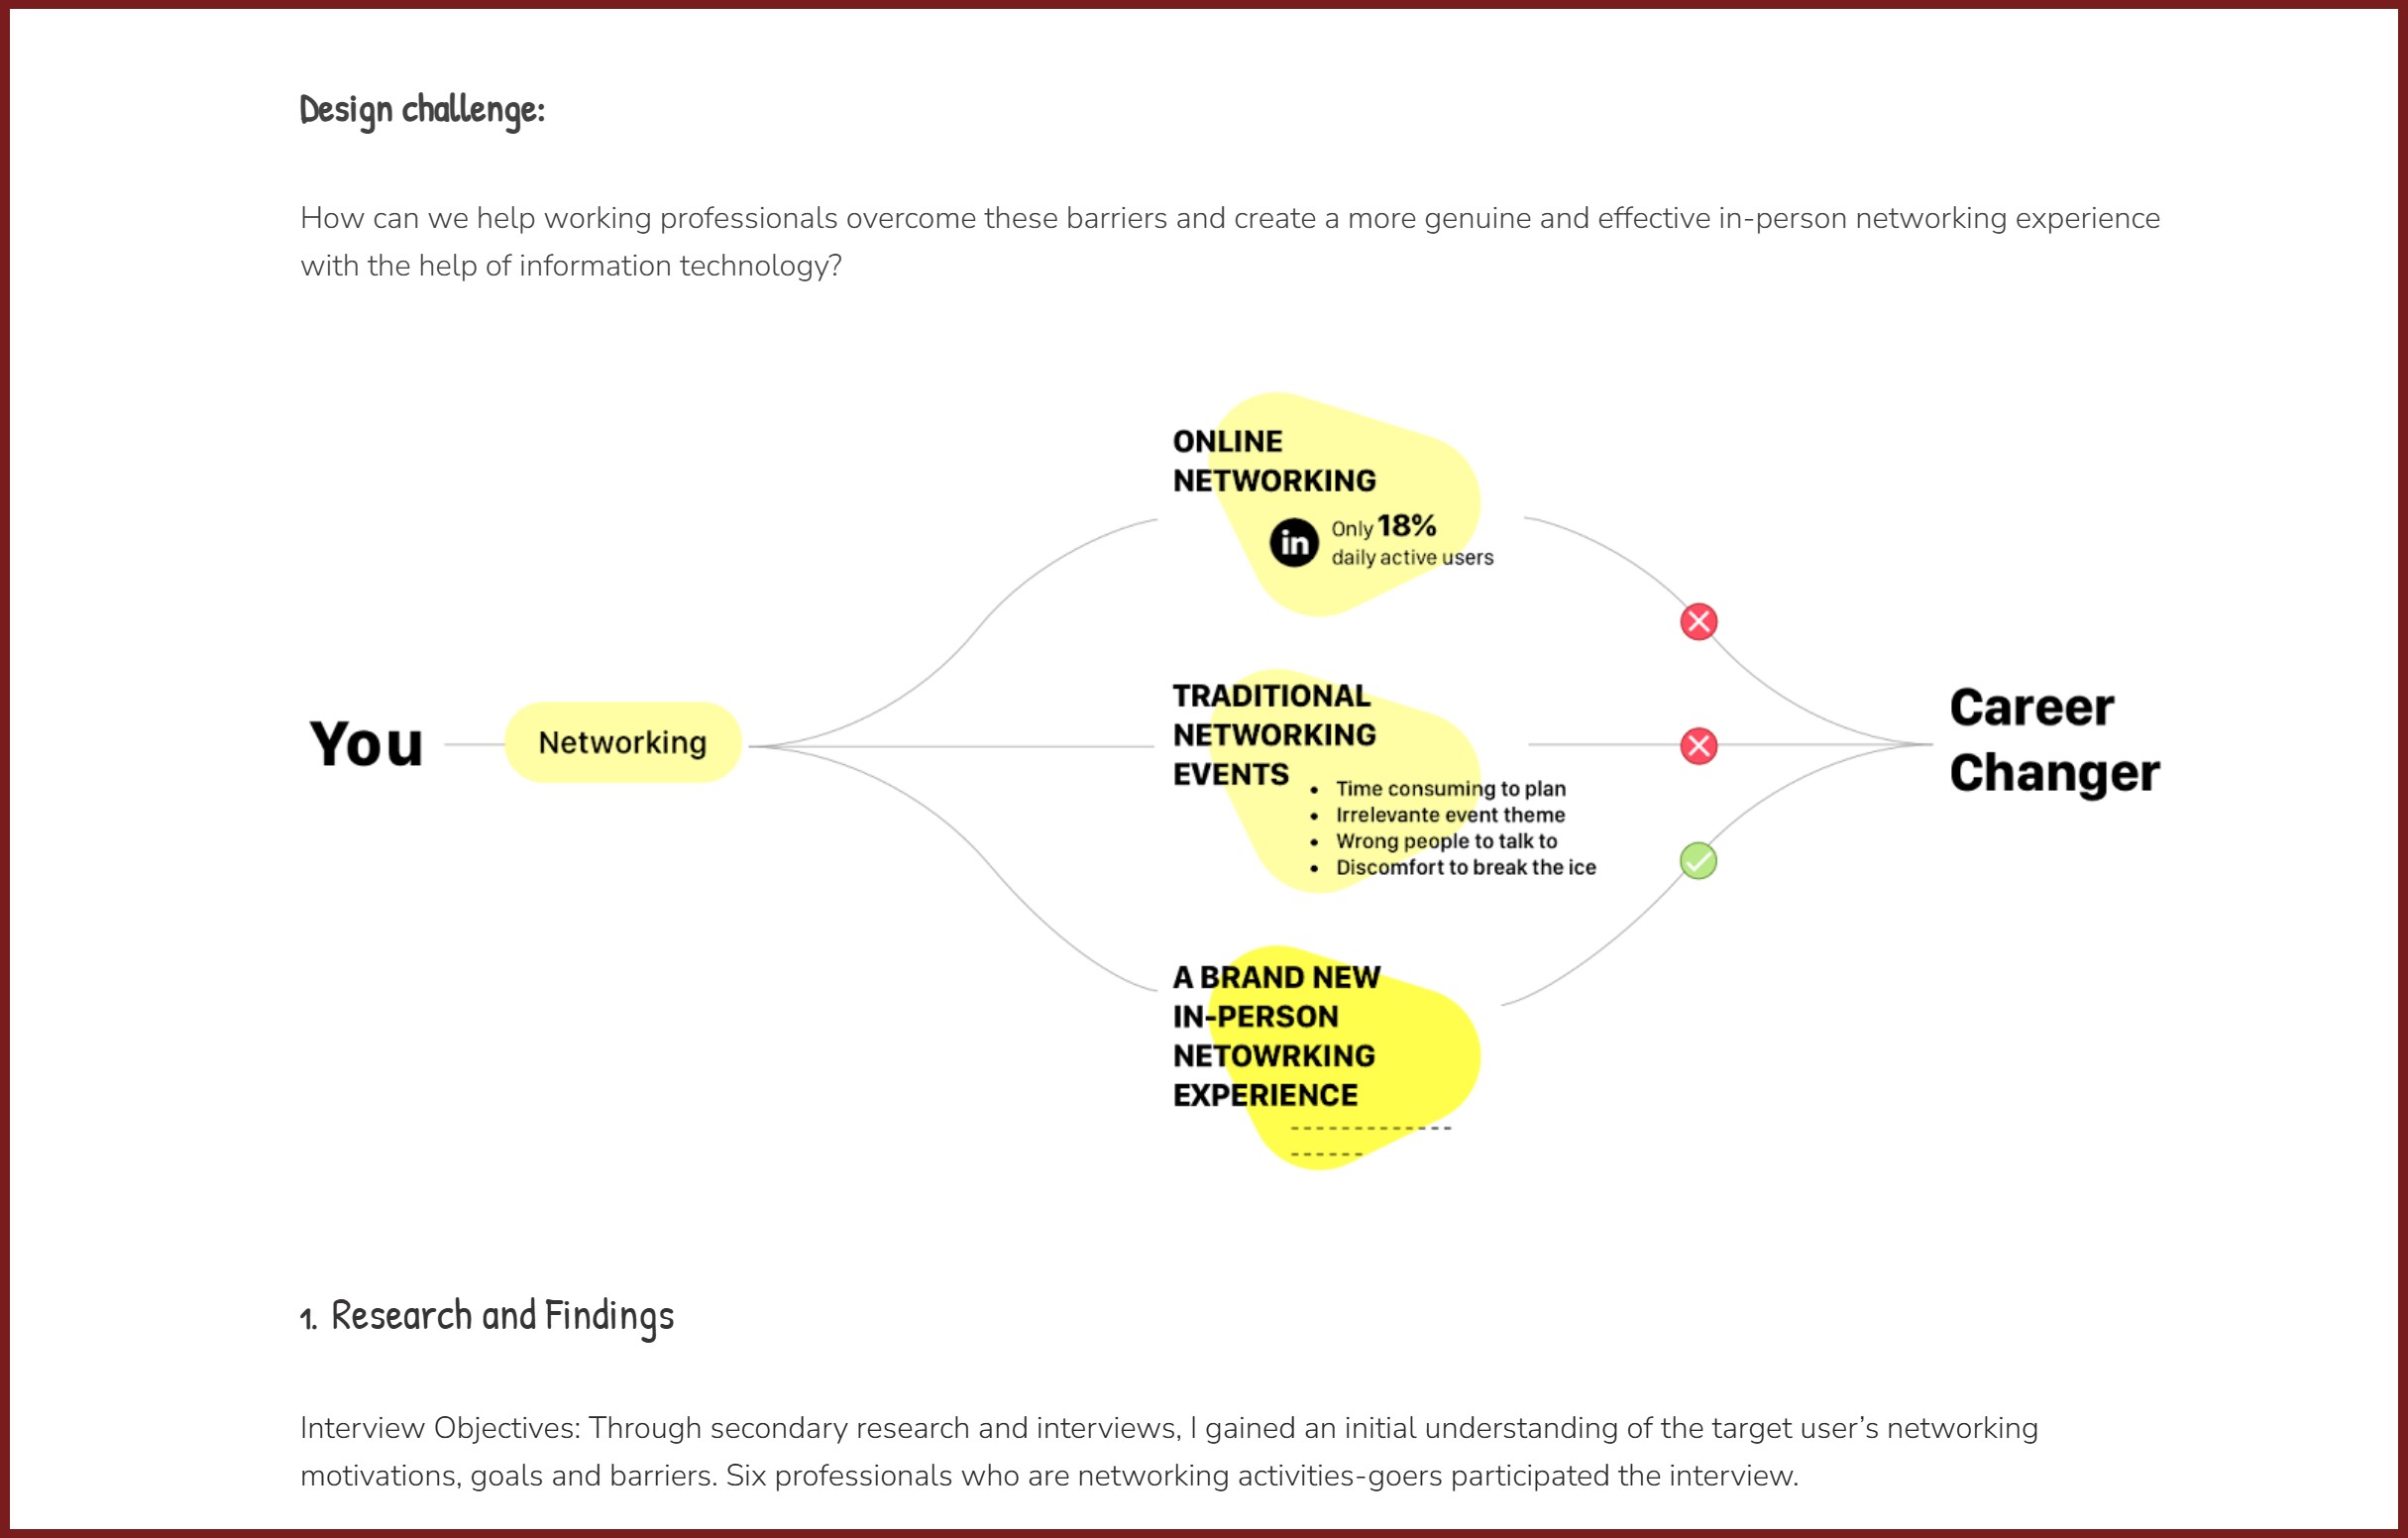 Design challenge:
How can we help working professionals overcome these barriers and create a more genuine and effective in-person networking experience
with the help of information technology?
ONLINE
NETWORKING
in
Only 18%
daily active users
You
Networking
TRADITIONAL
NETWORKING
EVENTS
• Time consuming to plan
• Irrelevante event theme
• Wrong people to talk to
• Discomfort to break the ice
A BRAND NEW
IN-PERSON
NETOWRKING
EXPERIENCE
Career
Changer
1. Research and Findings
Interview Objectives: Through secondary research and interviews, I gained an initial understanding of the target user’s networking
motivations, goals and barriers. Six professionals who are networking activities-goers participated the interview.